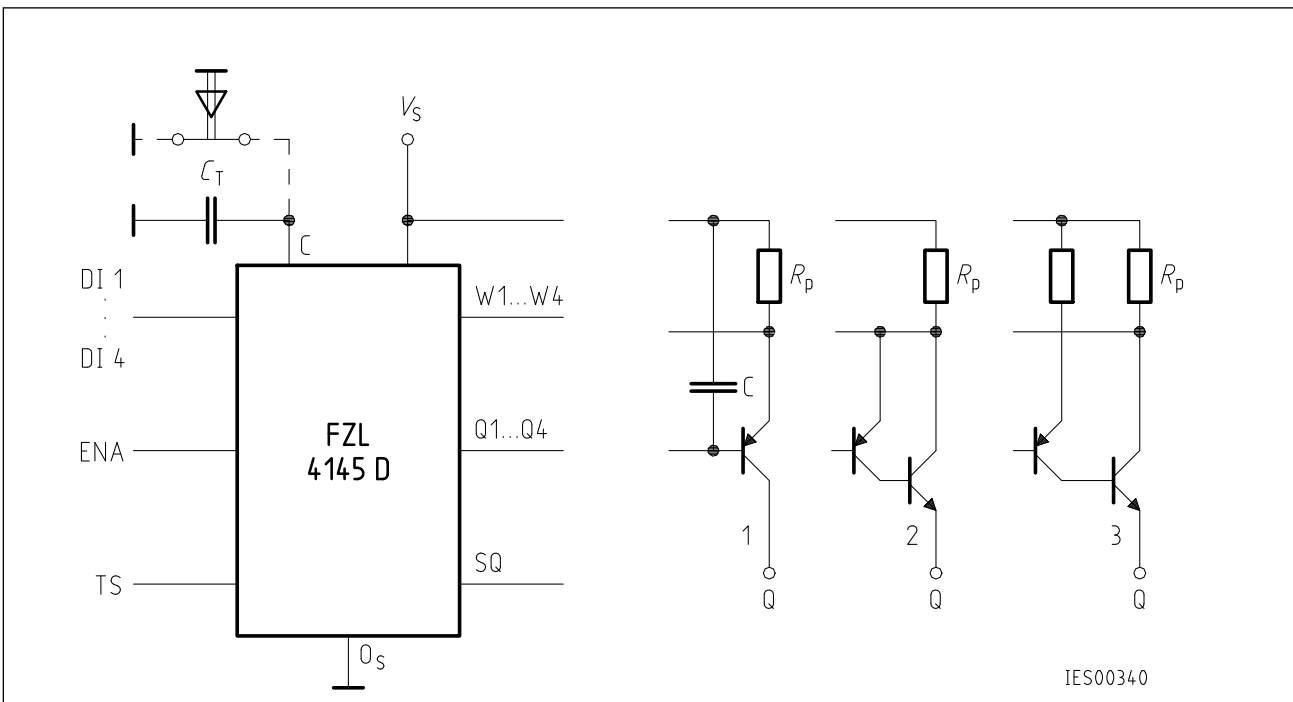 V_S
C_T
C
DI 1
.
.
DI 4
W1...W4
R_p
R_p
R_p
C
FZL
4145 D
ENA
Q1...Q4
1
2
3
SQ
TS
Q
Q
Q
O_S
IES00340